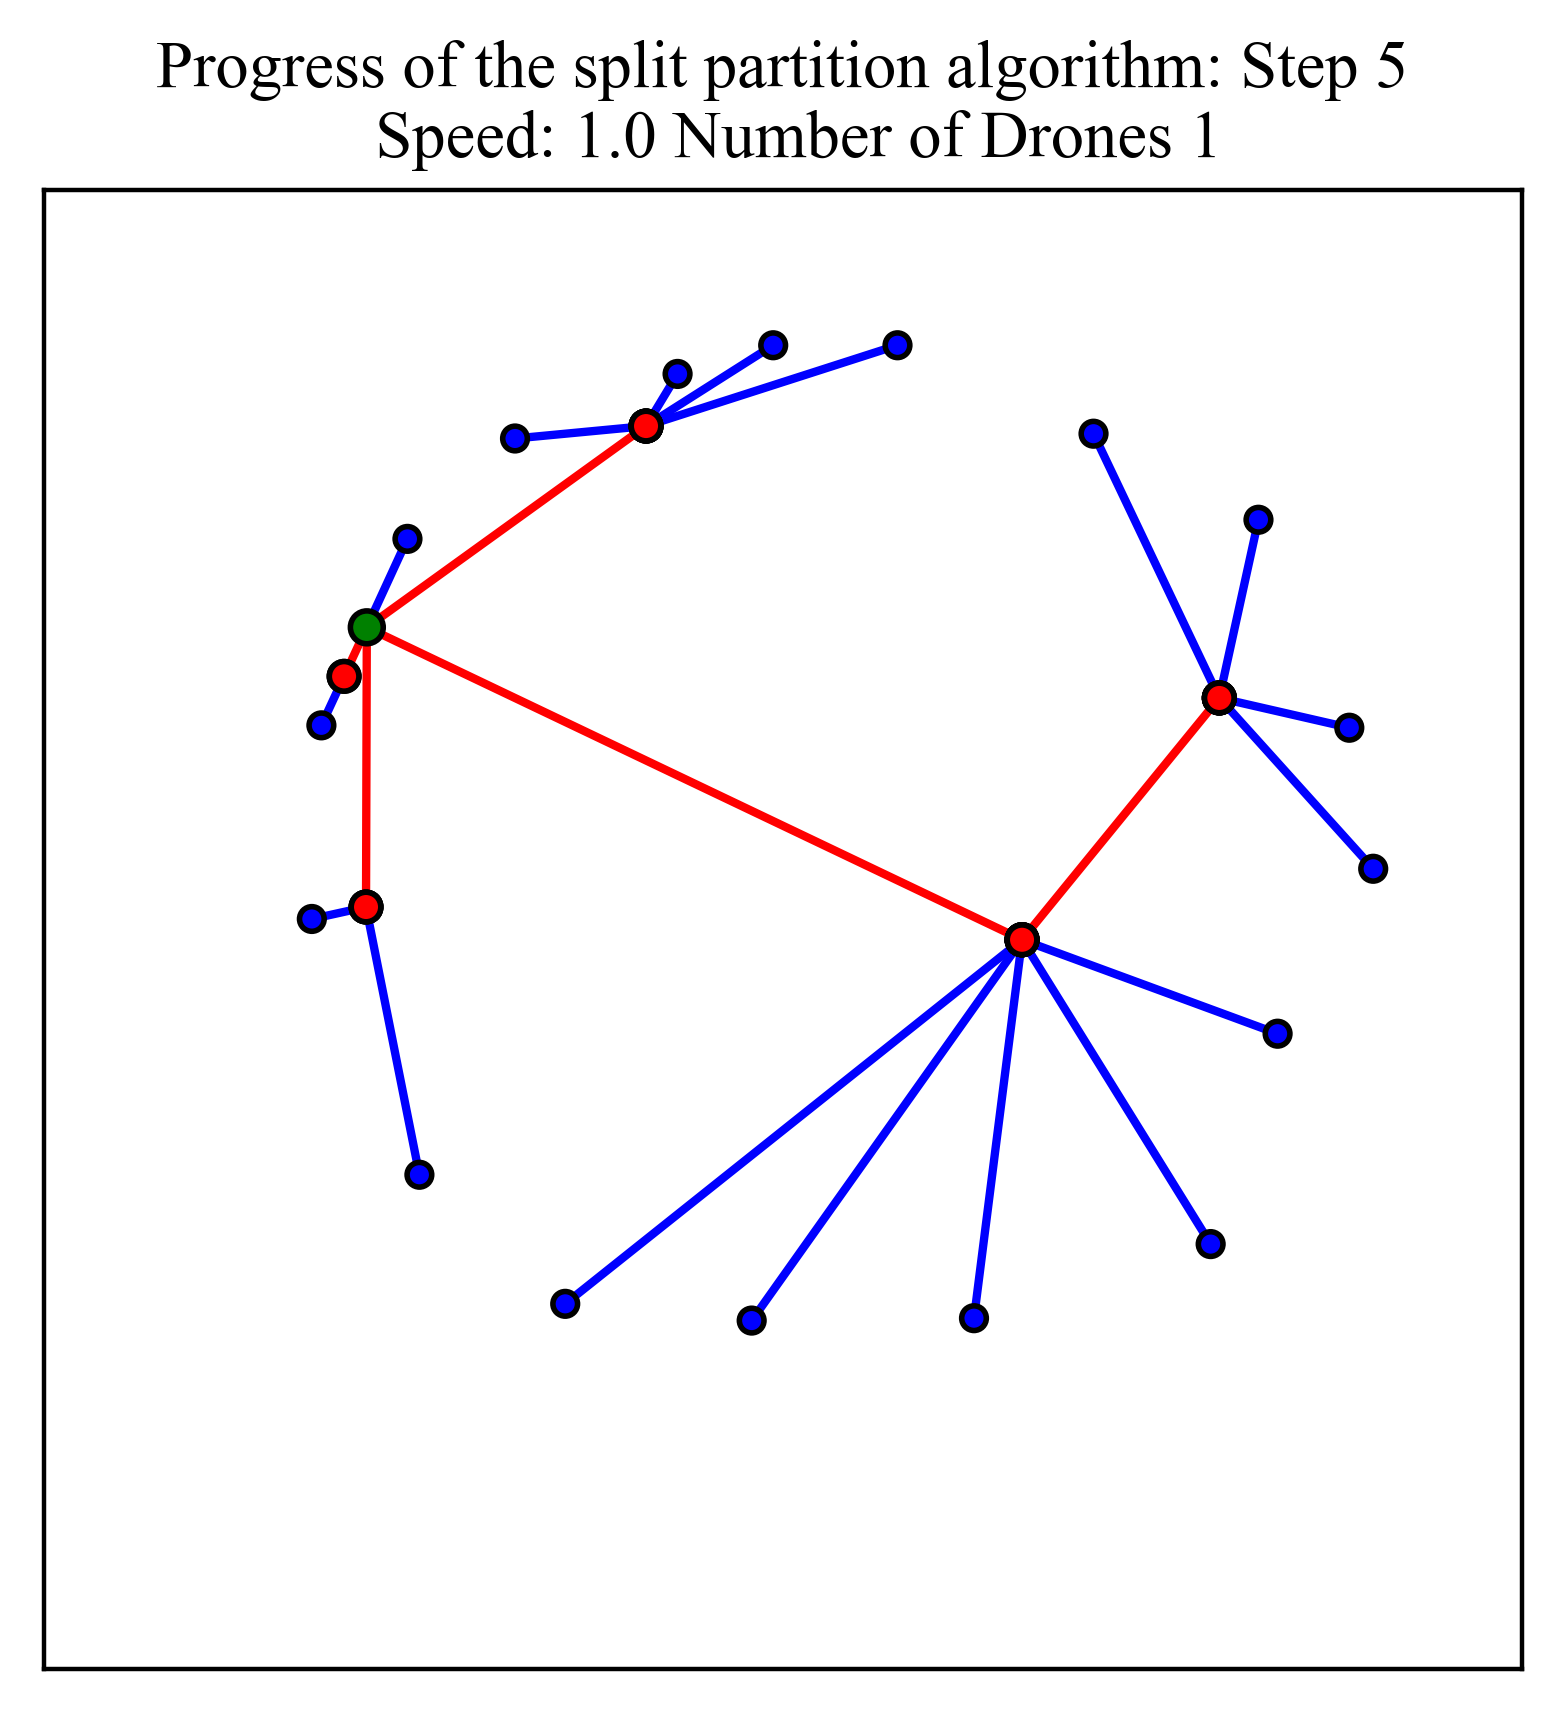 Progress of the split partition algorithm: Step 5
Speed: 1.0 Number of Drones 1